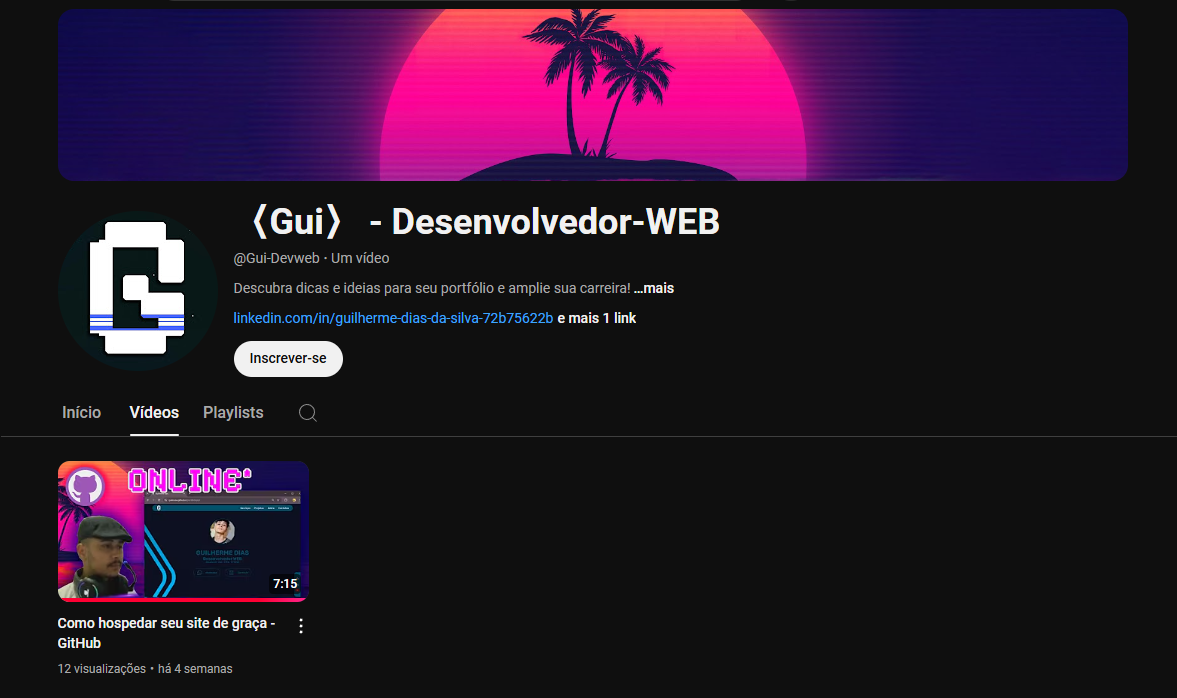 ❬Gui❭ - Desenvolvedor-WEB
@Gui-Devweb · Um vídeo
Descubra dicas e ideias para seu portfólio e amplie sua carreira! ...mais
linkedin.com/in/guilherme-dias-da-silva-72b75622b e mais 1 link
Inscrever-se
Início Vídeos Playlists
ONLINE
GUILHERME DIAS
7:15
Como hospedar seu site de graça -
GitHub
12 visualizações • há 4 semanas